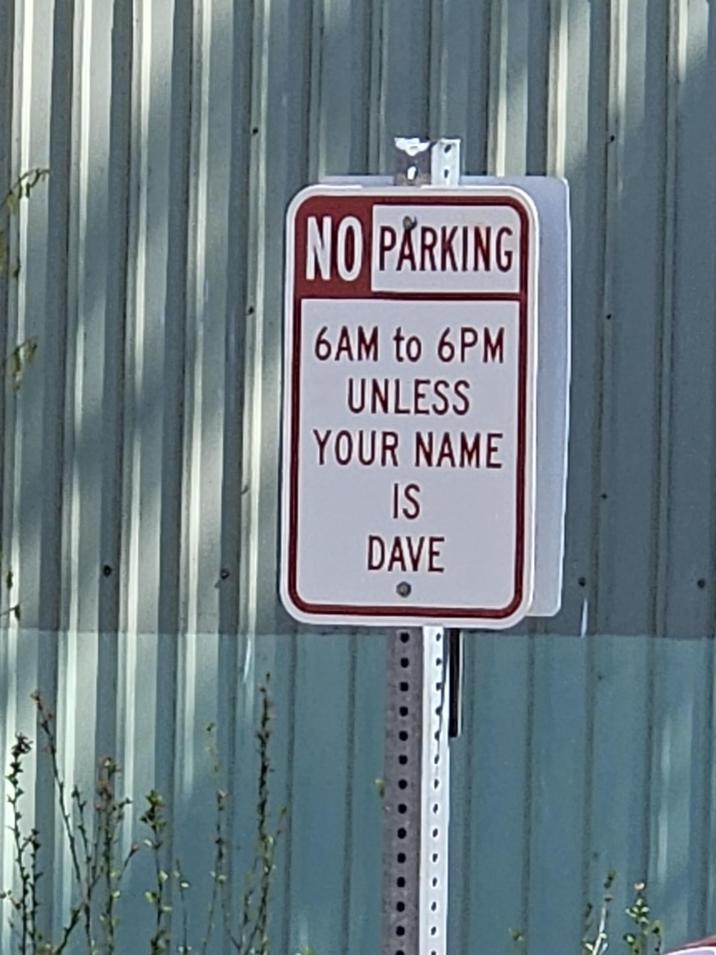 NO PARKING
6AM to 6PM
UNLESS
YOUR NAME
IS
DAVE